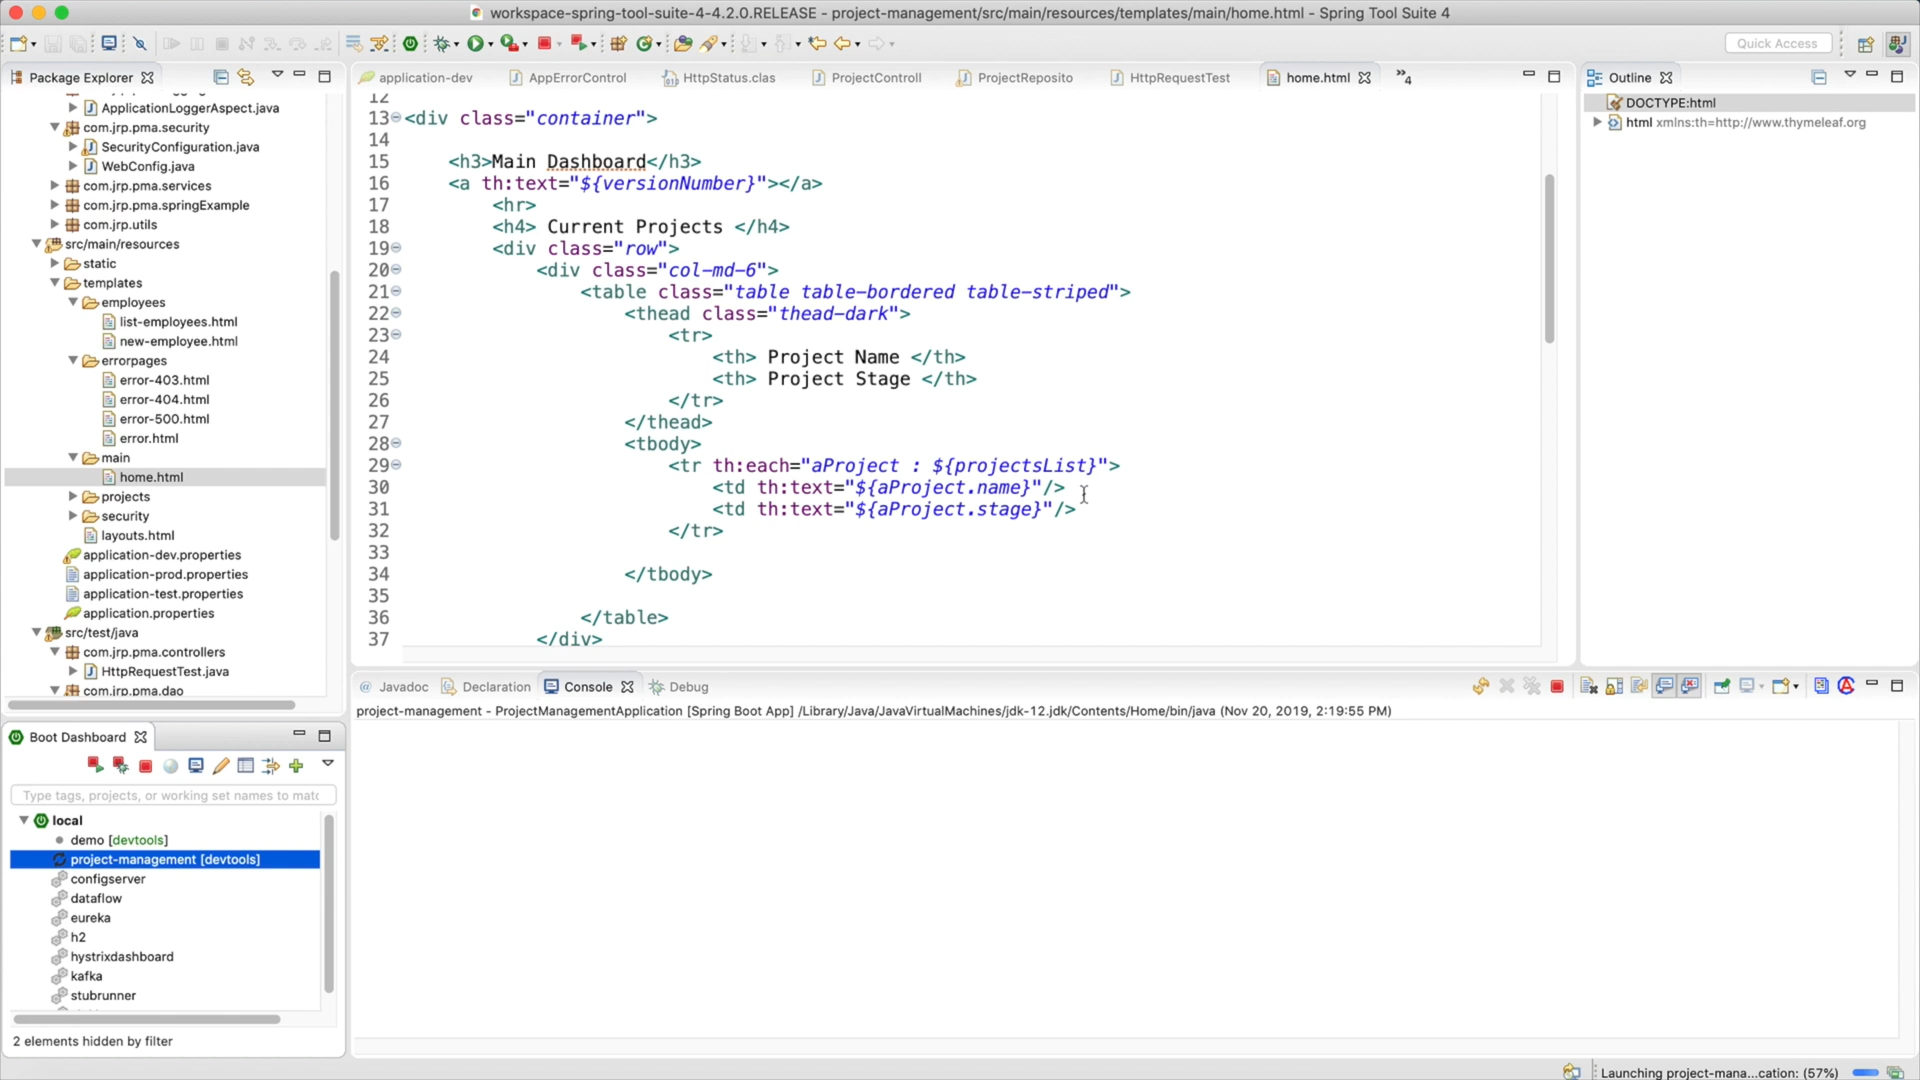 workspace-spring-tool-suite-4-4.2.0.RELEASE - project-management/src/main/resources/templates/main/home.html - Spring Tool Suite 4
Quick Access
Package Explorer
ApplicationLoggerAspect.java
com.jrp.pma.security
SecurityConfiguration.java
WebConfig.java
com.jrp.pma.services
com.jrp.pma.springExample
com.jrp.utils
src/main/resources
static
templates
employees
list-employees.html
new-employee.html
errorpages
error-403.html
error-404.html
error-500.html
error.html
main
home.html
projects
security
layouts.html
application-dev.properties
application-prod.properties
application-test.properties
application.properties
src/test/java
com.jrp.pma.controllers
HttpRequestTest.java
com.jrp.pma.dao
application-dev
AppErrorControl
HttpStatus.clas
ProjectControll
ProjectReposito
HttpRequestTest
home.html
»4
12
13 <div class="container">
14
15 <h3>Main Dashboard</h3>
16 <a th:text="${versionNumber}"></a>
17 <hr>
18 <h4> Current Projects </h4>
19 <div class="row">
20 <div class="col-md-6">
21 <table class="table table-bordered table-striped">
22 <thead class="thead-dark">
23 <tr>
24 <th> Project Name </th>
25 <th> Project Stage </th>
26 </tr>
27 </thead>
28 <tbody>
29 <tr th:each="aProject : ${projectsList}">
30 <td th:text="${aProject.name}"/>
31 <td th:text="${aProject.stage}"/>
32 </tr>
33
34 </tbody>
35
36 </table>
37 </div>
Outline
DOCTYPE:html
html xmlns:th=http://www.thymeleaf.org
@ Javadoc
Declaration
Console
Debug
project-management - ProjectManagementApplication [Spring Boot App] /Library/Java/JavaVirtualMachines/jdk-12.jdk/Contents/Home/bin/java (Nov 20, 2019, 2:19:55 PM)
Boot Dashboard
Type tags, projects, or working set names to matc
local
demo [devtools]
project-management [devtools]
configserver
dataflow
eureka
h2
hystrixdashboard
kafka
stubrunner
2 elements hidden by filter
Launching project-mana...cation: (57%)